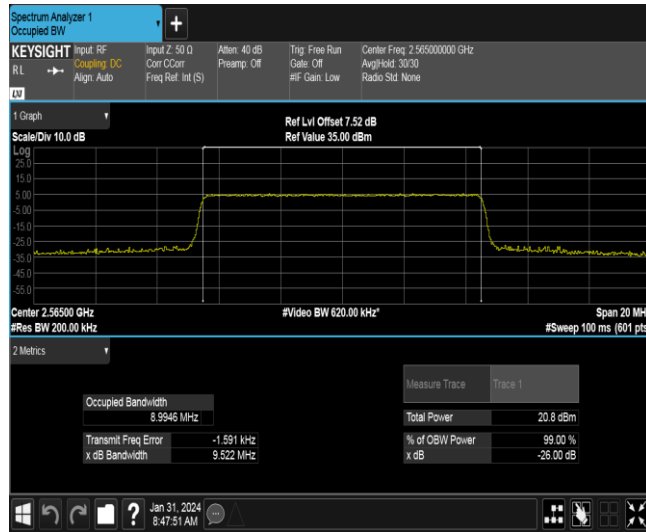 Spectrum Analyzer 1
Occupied BW
+
KEYSIGHT
RL
LXI
Input: RF
Coupling: DC
Align: Auto
Input Z: 50 Ω
Corr CCorr
Freq Ref: Int (S)
Atten: 40 dB
Preamp: Off
Trig: Free Run
Gate: Off
#IF Gain: Low
Center Freq: 2.565000000 GHz
Avg|Hold: 30/30
Radio Std: None
1 Graph
Scale/Div 10.0 dB
Ref Lvl Offset 7.52 dB
Ref Value 35.00 dBm
Log
25.0
15.0
5.00
-5.00
-15.0
-25.0
-35.0
-45.0
-55.0
Center 2.56500 GHz
#Res BW 200.00 kHz
#Video BW 620.00 kHz*
Span 20 MH
#Sweep 100 ms (601 pts
2 Metrics
Measure Trace Trace 1
Occupied Bandwidth
8.9946 MHz
Total Power 20.8 dBm
Transmit Freq Error -1.591 kHz
% of OBW Power 99.00 %
x dB Bandwidth 9.522 MHz
x dB -26.00 dB
?
Jan 31, 2024
8:47:51 AM